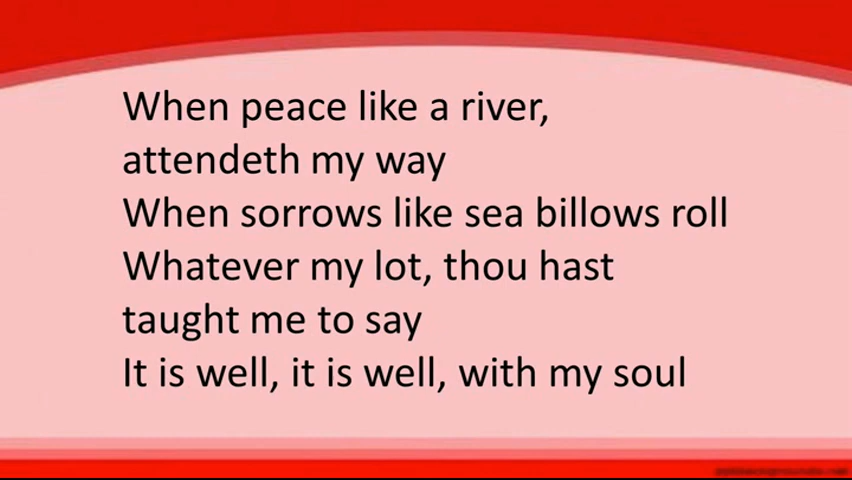 When peace like a river,
attendeth my way
When sorrows like sea billows roll
Whatever my lot, thou hast
taught me to say
It is well, it is well, with my soul